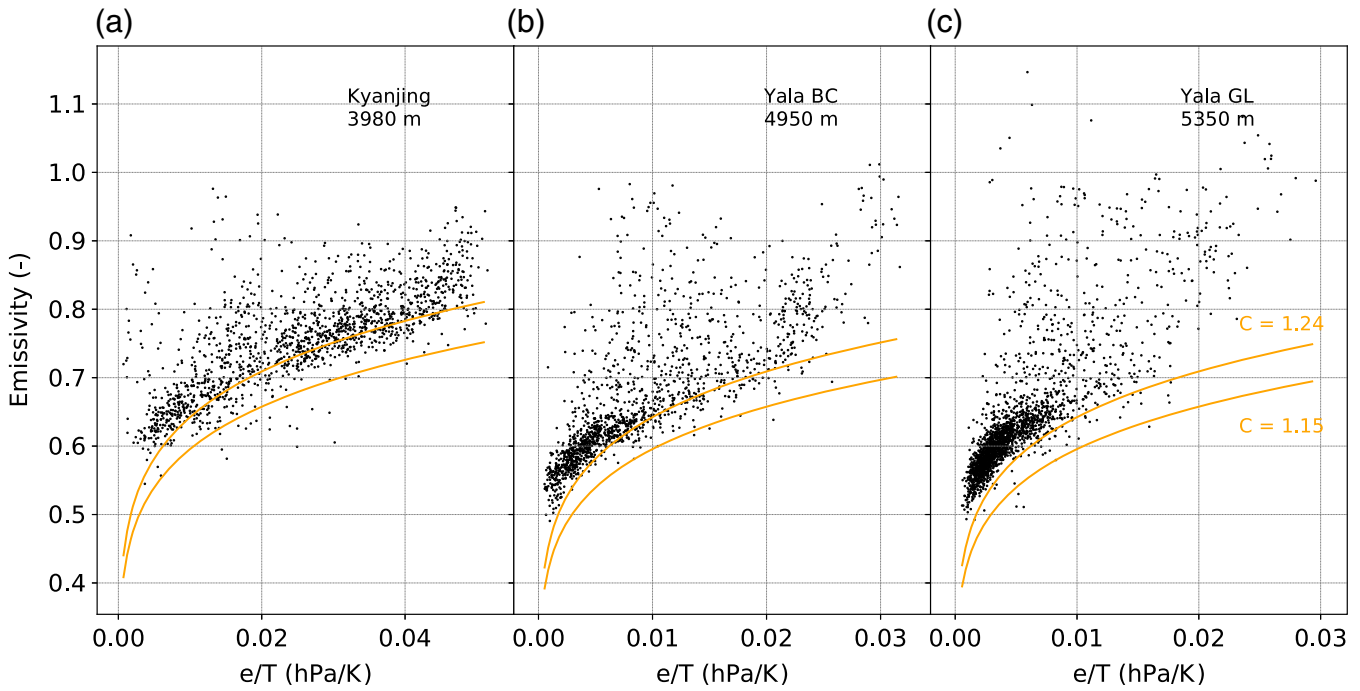 (a)
(b)
(c)
Kyanjing
3980 m
Yala BC
4950 m
Yala GL
5350 m
Emissivity (-)
1.1
1.0
0.9
0.8
0.7
0.6
0.5
0.4
C = 1.24
C = 1.15
0.00
0.02
0.04
0.00
0.01
0.02
0.03
0.00
0.01
0.02
0.03
e/T (hPa/K)
e/T (hPa/K)
e/T (hPa/K)